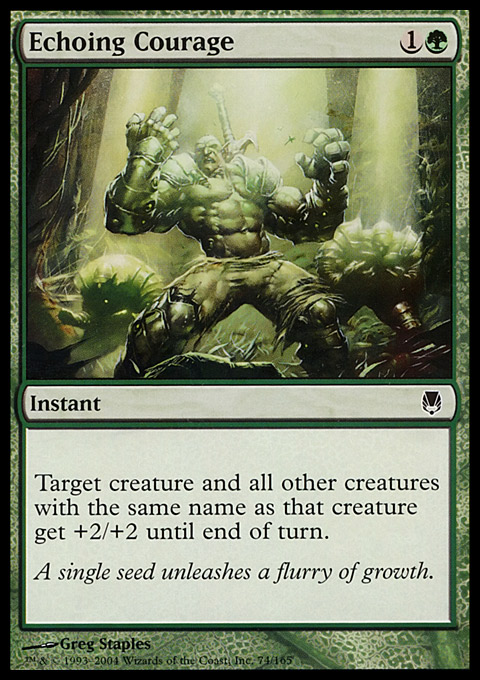 Echoing Courage 1
Instant
Target creature and all other creatures
with the same name as that creature
get +2/+2 until end of turn.
A single seed unleashes a flurry of growth.
Greg Staples
™ & © 1993–2004 Wizards of the Coast, Inc. 74/165